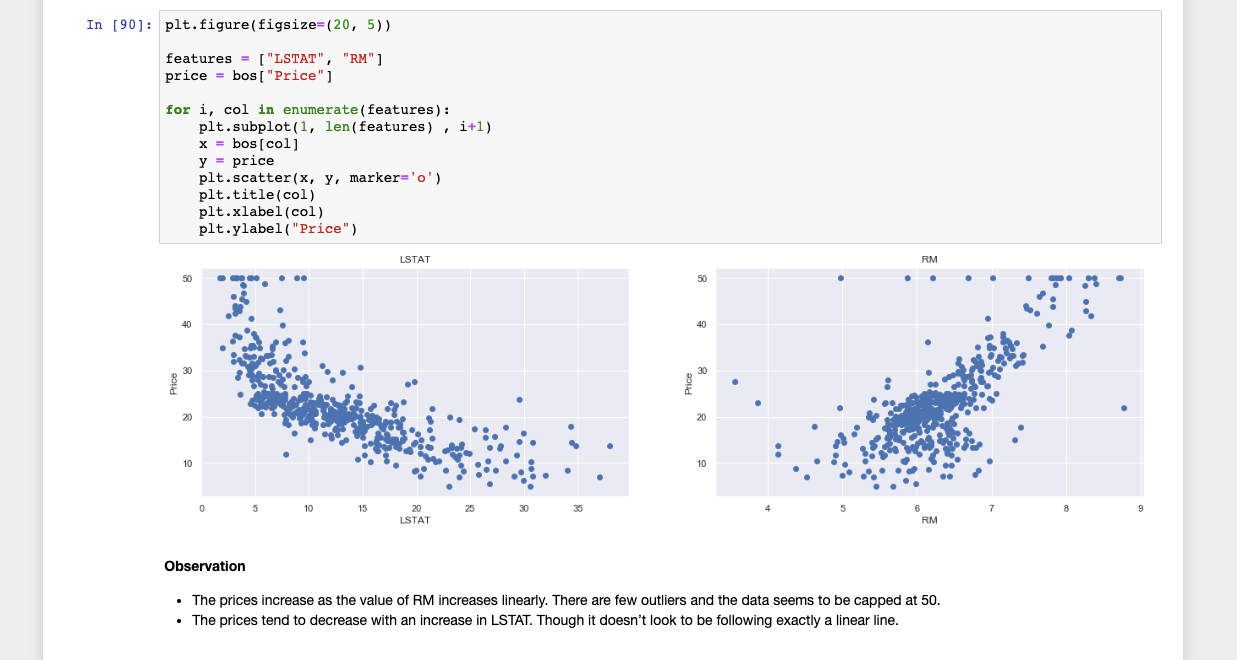 In [90]: plt.figure(figsize=(20, 5))
features = ["LSTAT", "RM"]
price = bos["Price"]
for i, col in enumerate(features):
    plt.subplot(1, len(features) , i+1)
    x = bos[col]
    y = price
    plt.scatter(x, y, marker='o')
    plt.title(col)
    plt.xlabel(col)
    plt.ylabel("Price")
LSTAT
50
40
30
20
10
Price
0 5 10 15 20 25 30 35
LSTAT
RM
50
40
30
20
10
Price
4 5 6 7 8 9
RM
Observation
• The prices increase as the value of RM increases linearly. There are few outliers and the data seems to be capped at 50.
• The prices tend to decrease with an increase in LSTAT. Though it doesn’t look to be following exactly a linear line.